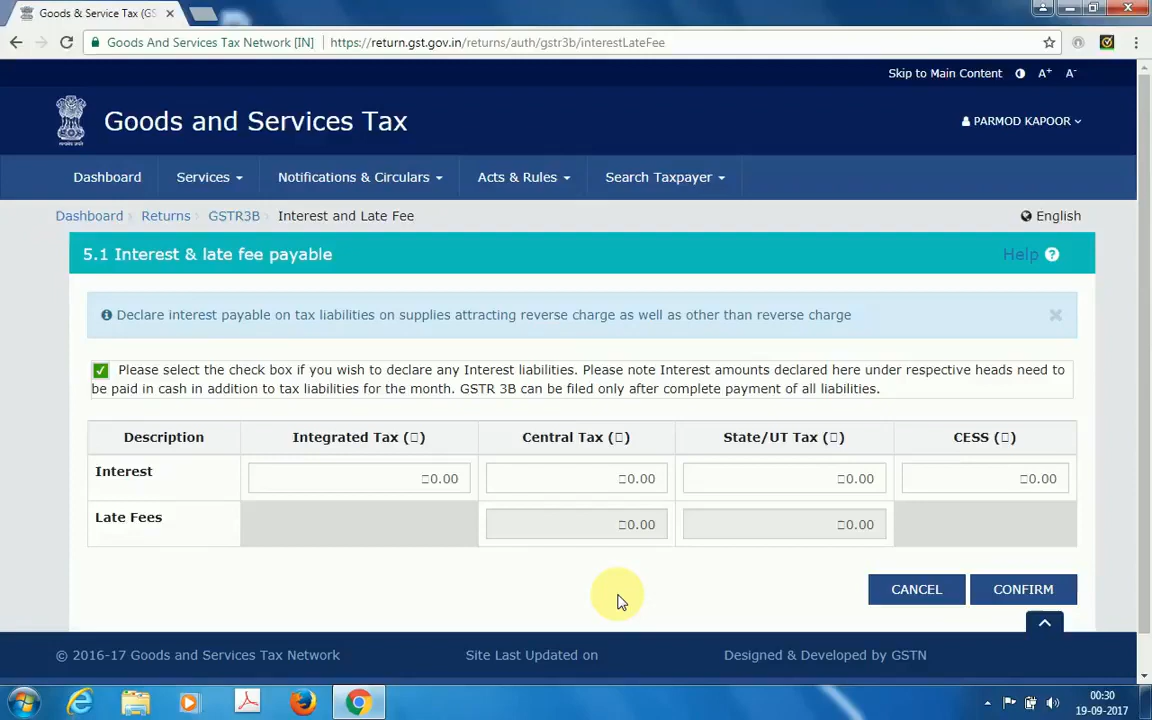 Goods & Service Tax (GS
Goods And Services Tax Network [IN] https://return.gst.gov.in/returns/auth/gstr3b/interestLateFee
Skip to Main Content A+ A-
Goods and Services Tax
PARMOD KAPOOR
Dashboard Services Notifications & Circulars Acts & Rules Search Taxpayer
Dashboard Returns GSTR3B Interest and Late Fee English
5.1 Interest & late fee payable Help ?
Declare interest payable on tax liabilities on supplies attracting reverse charge as well as other than reverse charge
Please select the check box if you wish to declare any Interest liabilities. Please note Interest amounts declared here under respective heads need to
be paid in cash in addition to tax liabilities for the month. GSTR 3B can be filed only after complete payment of all liabilities.
Description Integrated Tax (▯) Central Tax (▯) State/UT Tax (▯) CESS (▯)
Interest ▯0.00 ▯0.00 ▯0.00 ▯0.00
Late Fees ▯0.00 ▯0.00
CANCEL CONFIRM
© 2016-17 Goods and Services Tax Network Site Last Updated on Designed & Developed by GSTN
00:30
19-09-2017